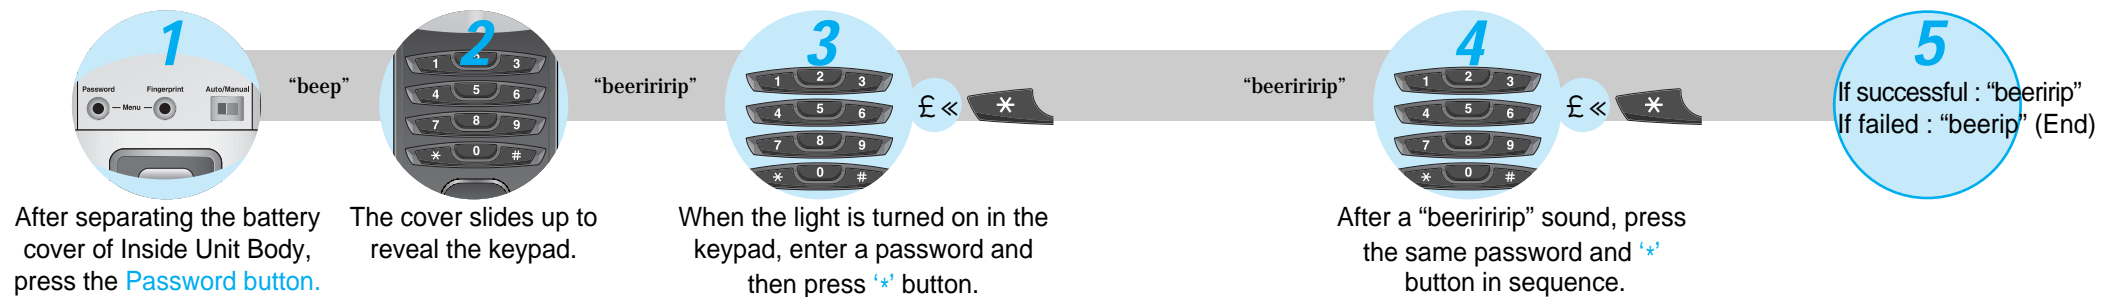 1
Password
Fingerprint
Auto/Manual
Menu
After separating the battery
cover of Inside Unit Body,
press the Password button.
“beep”
2
1 2 3
4 5 6
7 8 9
* 0 #
The cover slides up to
reveal the keypad.
“beeriririp”
3
1 2 3
4 5 6
7 8 9
* 0 #
£ «
*
When the light is turned on in the
keypad, enter a password and
then press ‘*’ button.
“beeriririp”
4
1 2 3
4 5 6
7 8 9
* 0 #
£ «
*
After a “beeriririp” sound, press
the same password and ‘*’
button in sequence.
5
If successful : “beeririp”
If failed : “beerip” (End)